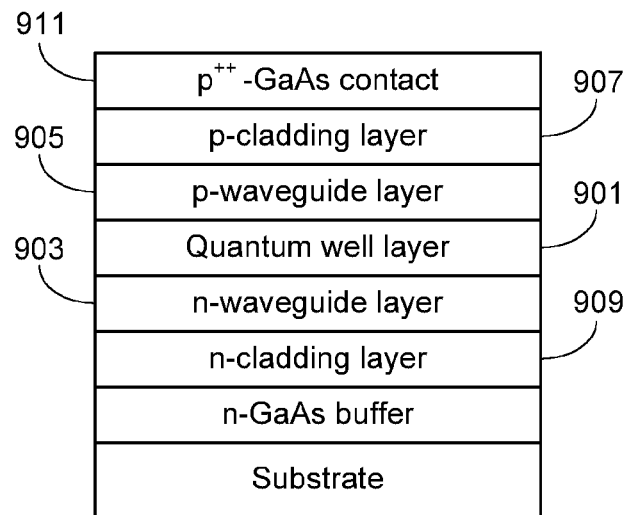 911
p++ -GaAs contact
907
p-cladding layer
905
p-waveguide layer
901
Quantum well layer
903
n-waveguide layer
909
n-cladding layer
n-GaAs buffer
Substrate